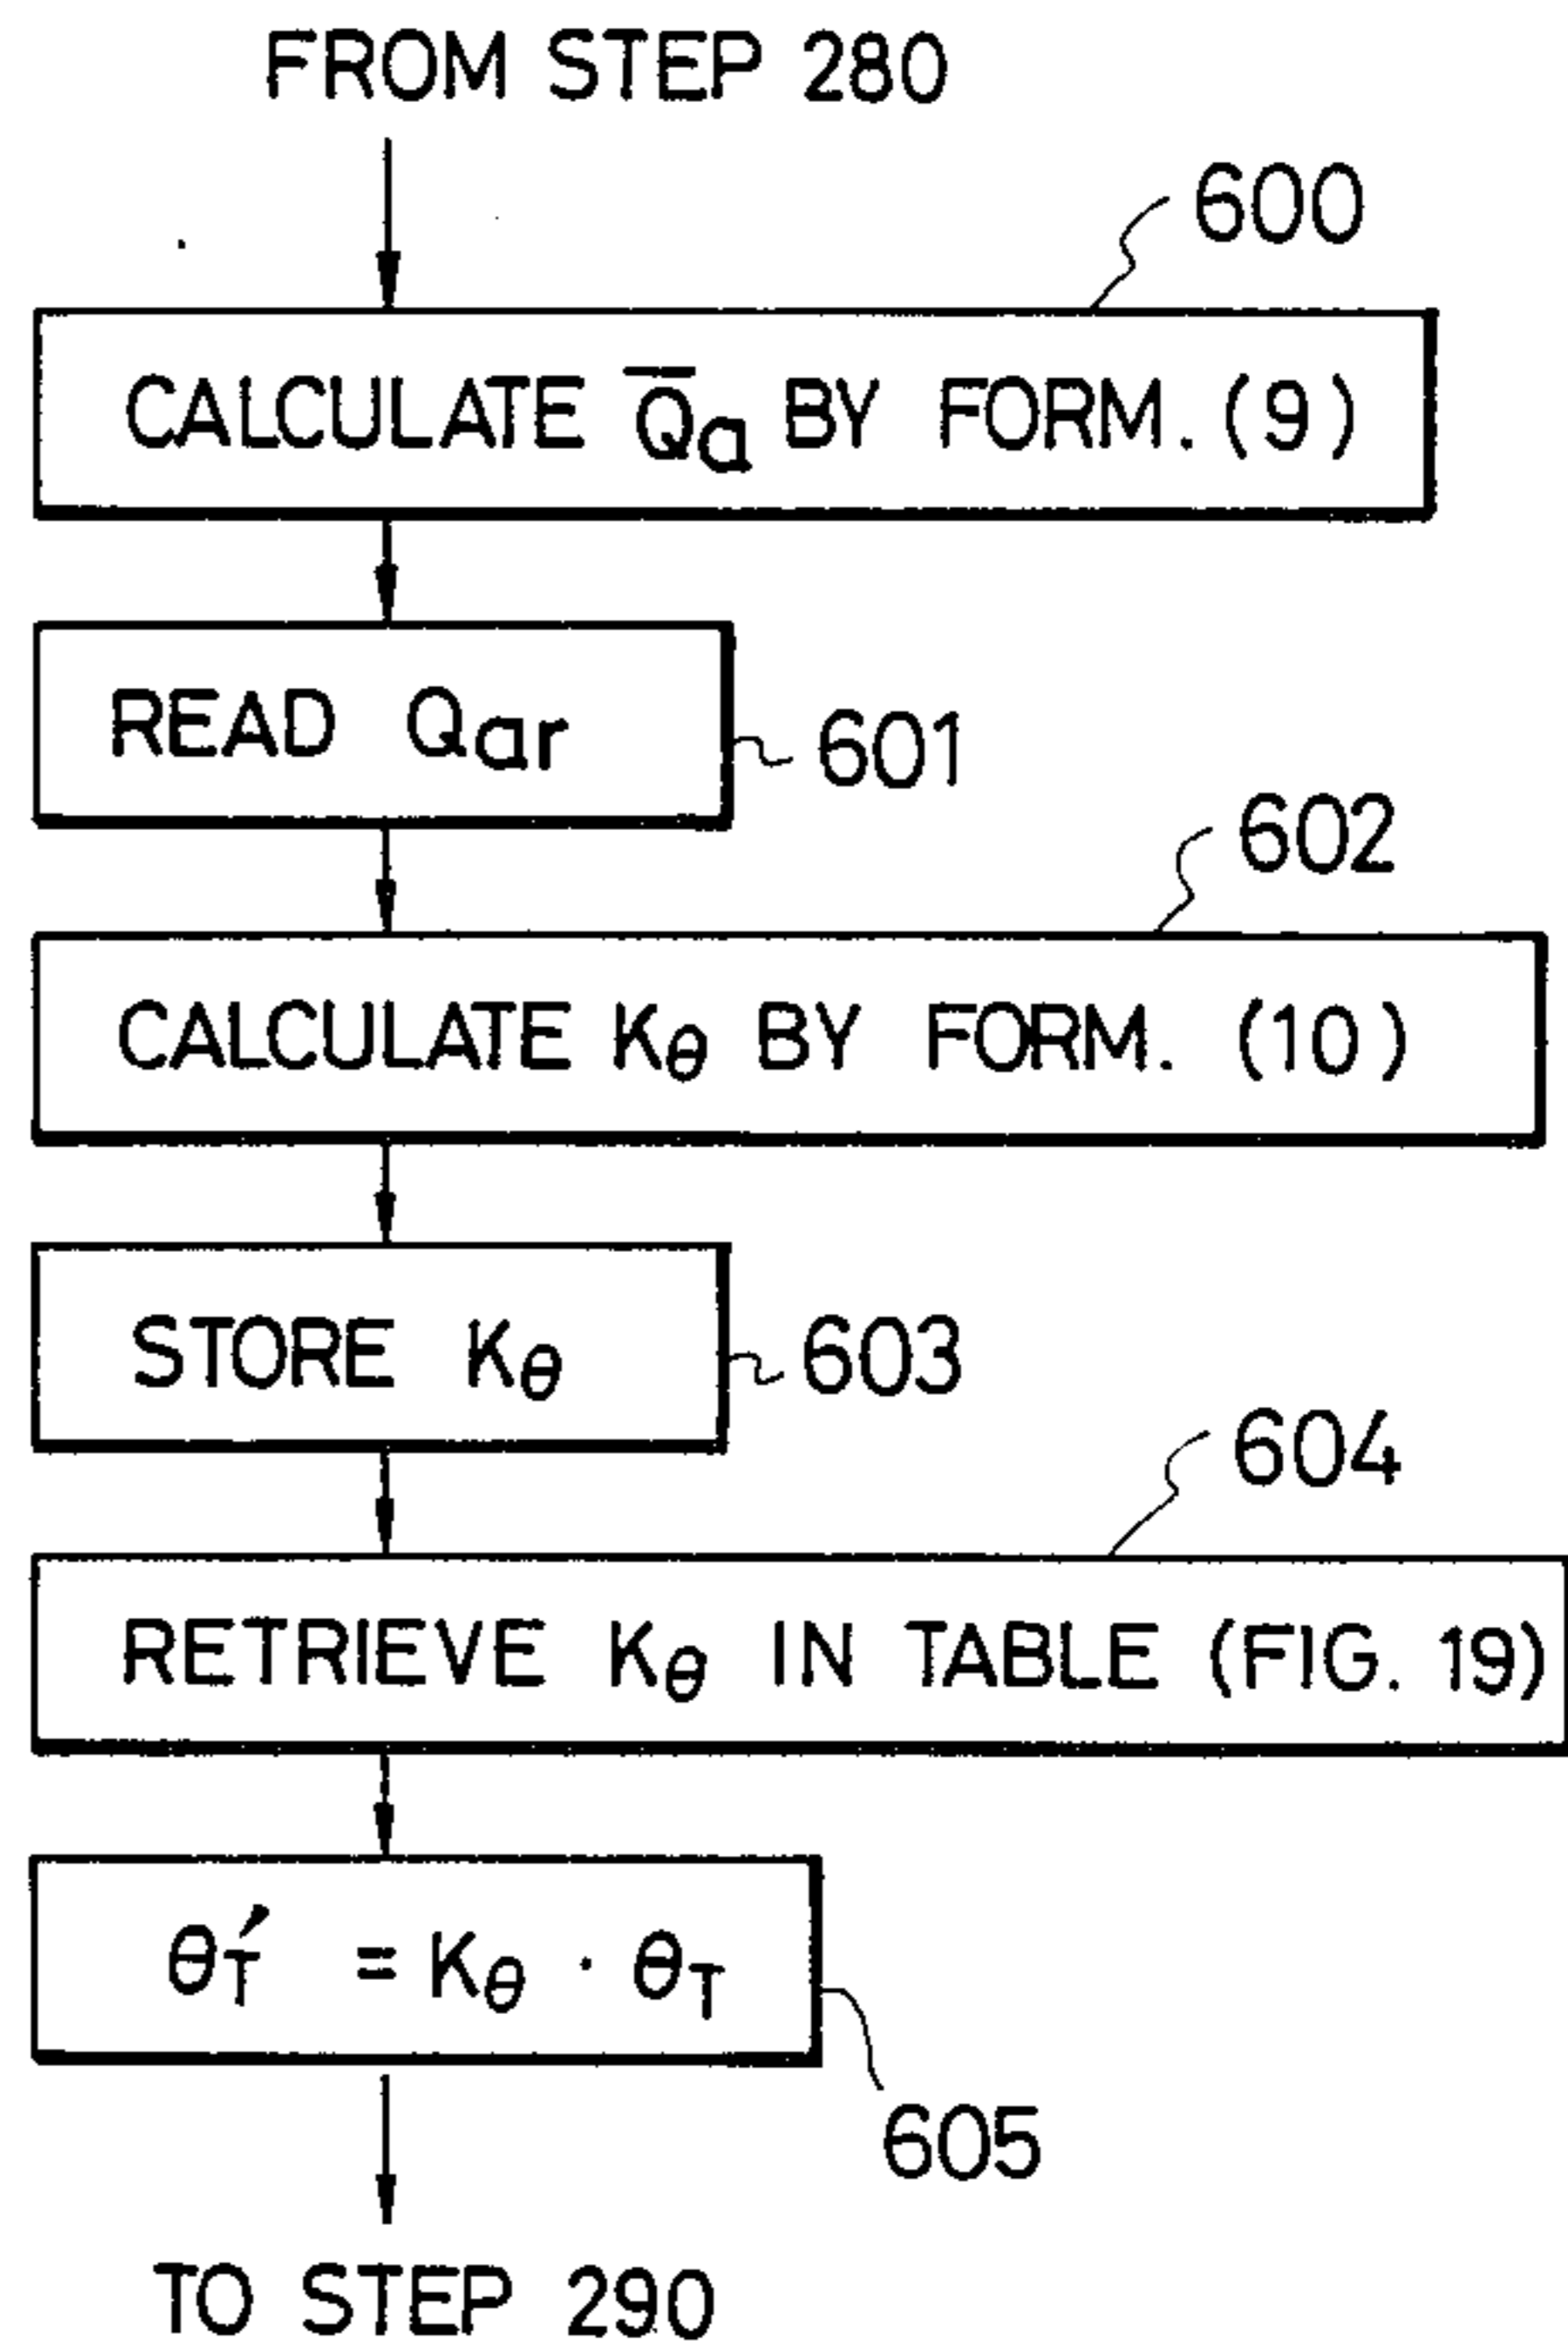 FROM STEP 280
600
CALCULATE Q̅a BY FORM. (9)
READ Qar
601
602
CALCULATE Kθ BY FORM. (10)
STORE Kθ
603
604
RETRIEVE Kθ IN TABLE (FIG. 19)
θT' = Kθ · θT
605
TO STEP 290